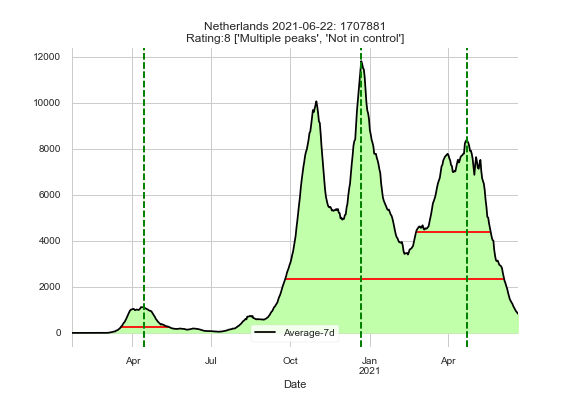 Netherlands 2021-06-22: 1707881
Rating:8 ['Multiple peaks', 'Not in control']
12000
10000
8000
6000
4000
2000
0
Average-7d
Apr
Jul
Oct
Jan
2021
Apr
Date